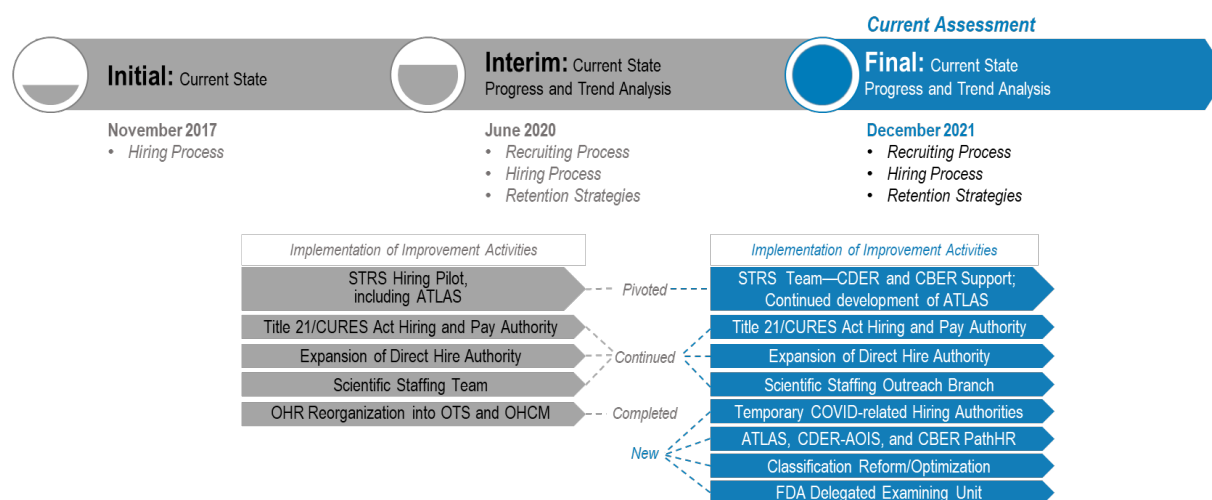 Current Assessment
Initial: Current State
Interim: Current State
Progress and Trend Analysis
Final: Current State
Progress and Trend Analysis
November 2017
• Hiring Process
June 2020
• Recruiting Process
• Hiring Process
• Retention Strategies
December 2021
• Recruiting Process
• Hiring Process
• Retention Strategies
Implementation of Improvement Activities
STRS Hiring Pilot,
including ATLAS
Title 21/CURES Act Hiring and Pay Authority
Expansion of Direct Hire Authority
Scientific Staffing Team
OHR Reorganization into OTS and OHCM
Pivoted
Continued
Completed
New
Implementation of Improvement Activities
STRS Team—CDER and CBER Support;
Continued development of ATLAS
Title 21/CURES Act Hiring and Pay Authority
Expansion of Direct Hire Authority
Scientific Staffing Outreach Branch
Temporary COVID-related Hiring Authorities
ATLAS, CDER-AOIS, and CBER PathHR
Classification Reform/Optimization
FDA Delegated Examining Unit